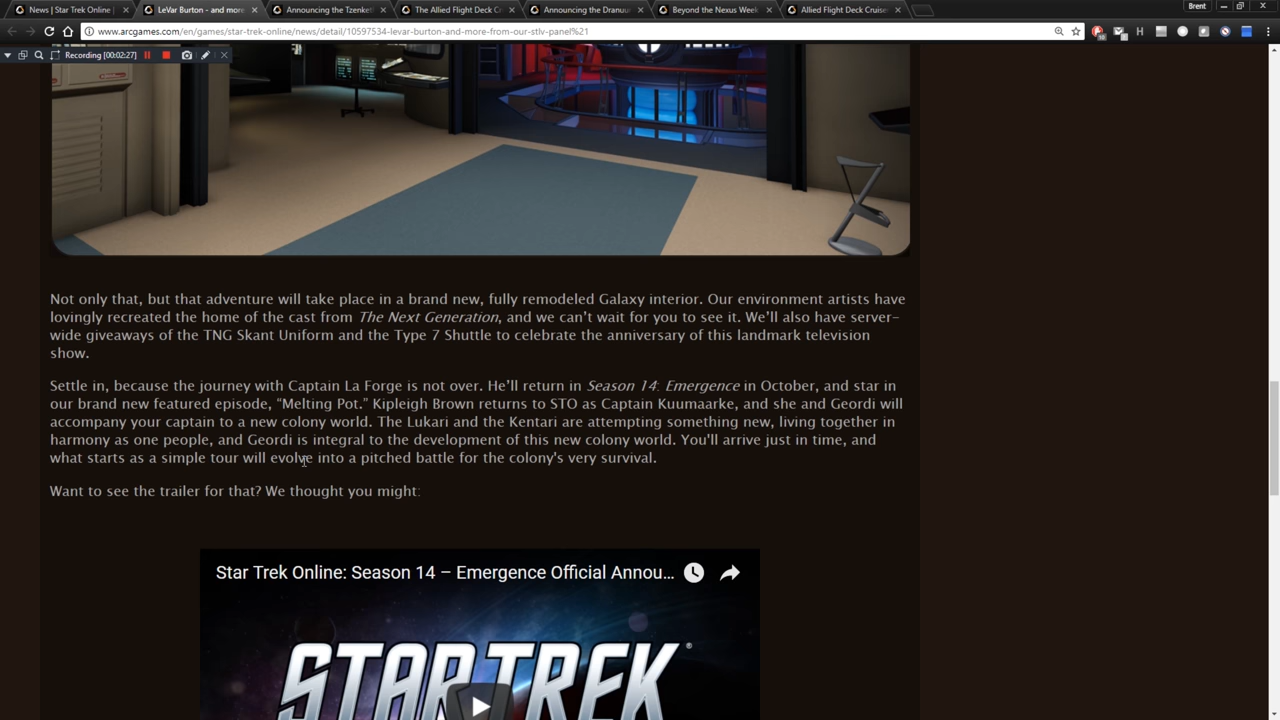 News | Star Trek Online
LeVar Burton - and more
Announcing the Tzenket
The Allied Flight Deck C
Announcing the Dranuu
Beyond the Nexus Week
Allied Flight Deck Cruise
Brent
www.arcgames.com/en/games/star-trek-online/news/detail/10597534-levar-burton-and-more-from-our-stlv-panel%21
Recording [00:02:27]
Not only that, but that adventure will take place in a brand new, fully remodeled Galaxy interior. Our environment artists have
lovingly recreated the home of the cast from The Next Generation, and we can't wait for you to see it. We'll also have server-
wide giveaways of the TNG Skant Uniform and the Type 7 Shuttle to celebrate the anniversary of this landmark television
show.
Settle in, because the journey with Captain La Forge is not over. He'll return in Season 14: Emergence in October, and star in
our brand new featured episode, "Melting Pot." Kipleigh Brown returns to STO as Captain Kuumaarke, and she and Geordi will
accompany your captain to a new colony world. The Lukari and the Kentari are attempting something new, living together in
harmony as one people, and Geordi is integral to the development of this new colony world. You'll arrive just in time, and
what starts as a simple tour will evolve into a pitched battle for the colony's very survival.
Want to see the trailer for that? We thought you might:
Star Trek Online: Season 14 – Emergence Official Annou...
STAR TREK®